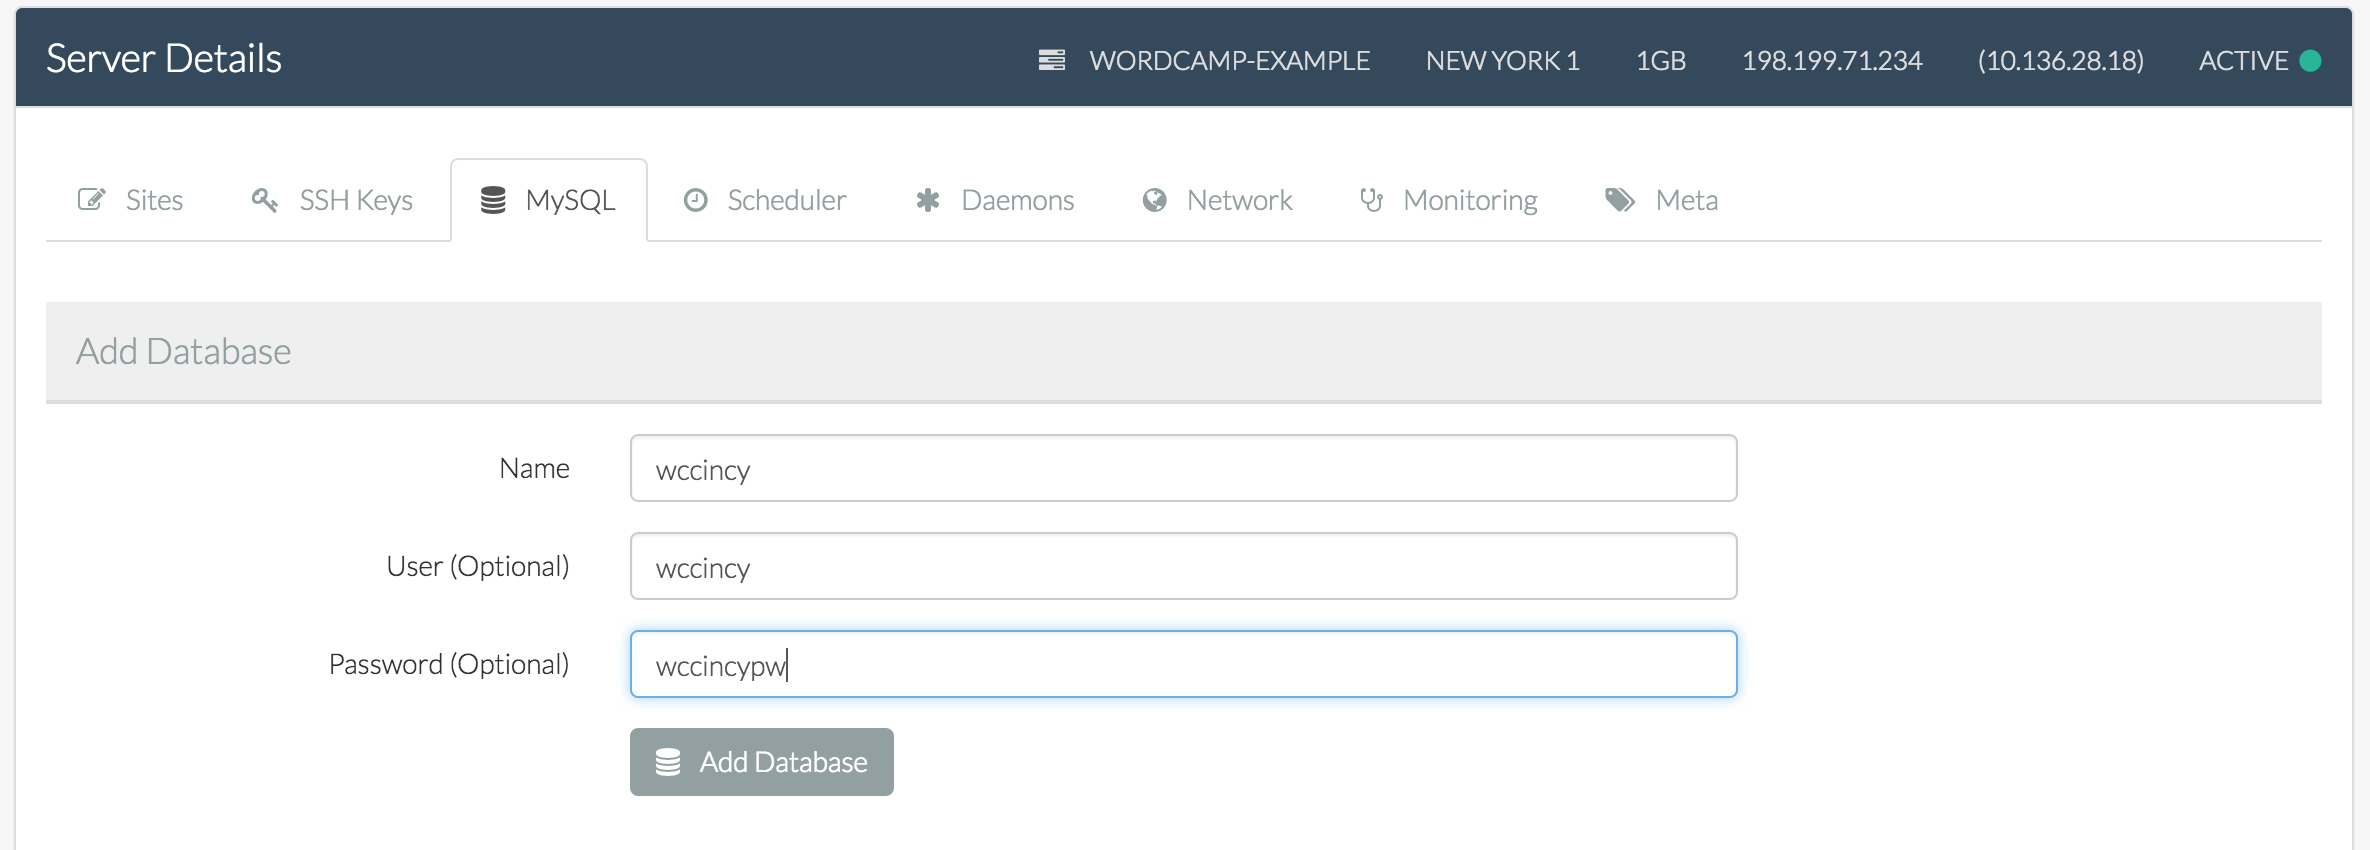 Server Details WORDCAMP-EXAMPLE NEW YORK 1 1GB 198.199.71.234 (10.136.28.18) ACTIVE
Sites SSH Keys MySQL Scheduler Daemons Network Monitoring Meta
Add Database
Name wccincy
User (Optional) wccincy
Password (Optional) wccincypw
Add Database